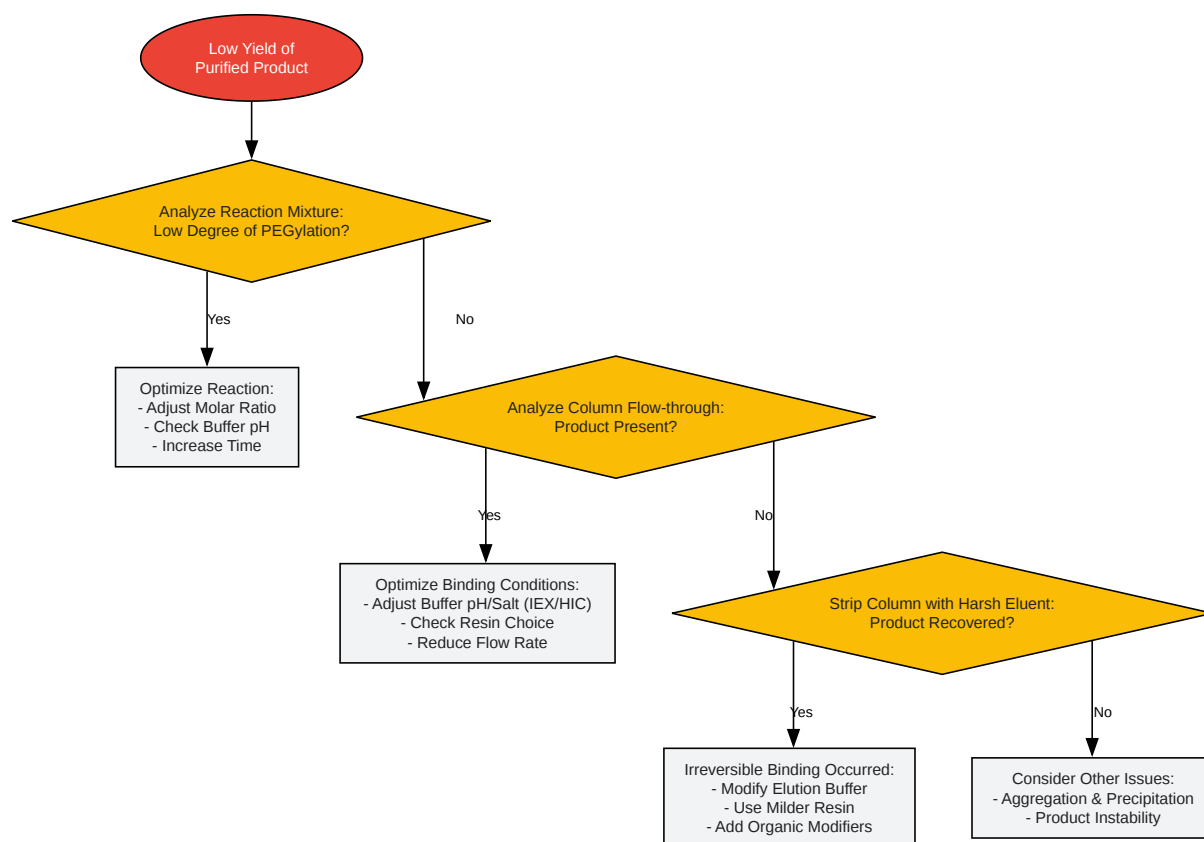 Low Yield of
Purified Product
Analyze Reaction Mixture:
Low Degree of PEGylation?
Yes
No
Optimize Reaction:
- Adjust Molar Ratio
- Check Buffer pH
- Increase Time
Analyze Column Flow-through:
Product Present?
Yes
No
Optimize Binding Conditions:
- Adjust Buffer pH/Salt (IEX/HIC)
- Check Resin Choice
- Reduce Flow Rate
Strip Column with Harsh Eluent:
Product Recovered?
Yes
No
Irreversible Binding Occurred:
- Modify Elution Buffer
- Use Milder Resin
- Add Organic Modifiers
Consider Other Issues:
- Aggregation & Precipitation
- Product Instability